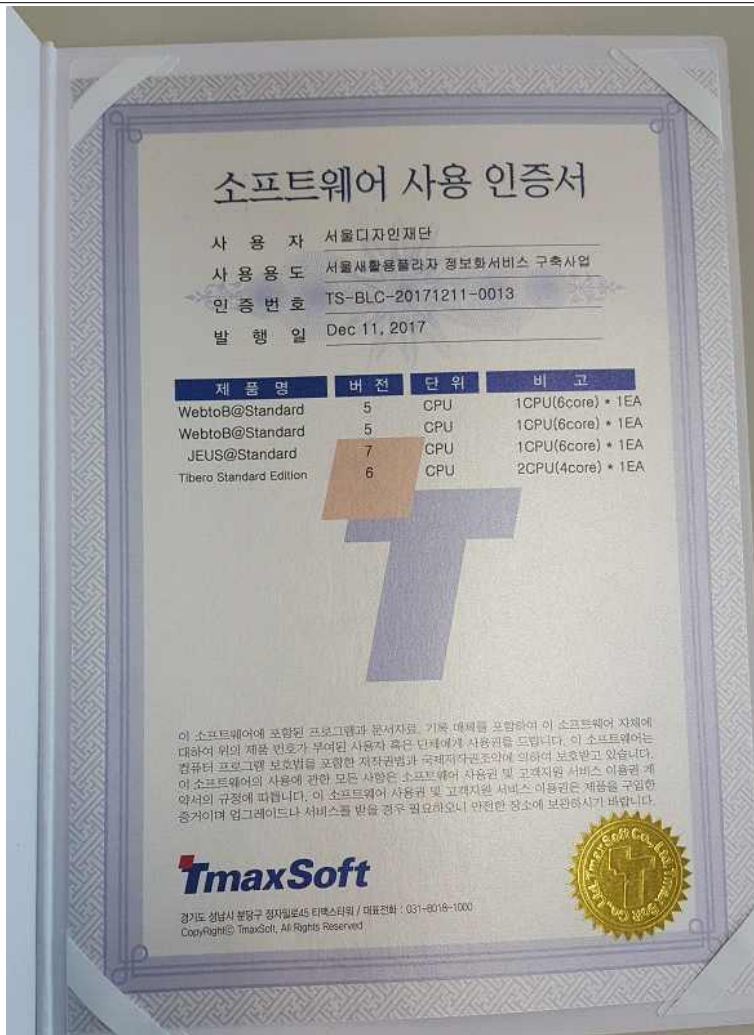 소프트웨어 사용 인증서
사 용 자 서울디자인재단
사 용 용 도 서울새활용플라자 정보화서비스 구축사업
인 증 번 호 TS-BLC-20171211-0013
발 행 일 Dec 11, 2017
제 품 명 버 전 단 위 비 고
WebtoB@Standard 5 CPU 1CPU(6core) * 1EA
WebtoB@Standard 5 CPU 1CPU(6core) * 1EA
JEUS@Standard 7 CPU 1CPU(6core) * 1EA
Tibero Standard Edition 6 CPU 2CPU(4core) * 1EA
이 소프트웨어에 포함된 프로그램과 문서자료, 기록 매체를 포함하여 이 소프트웨어 자체에
대하여 위의 제품 번호가 부여된 사용자 혹은 단체에게 사용권을 드립니다. 이 소프트웨어는
컴퓨터 프로그램 보호법을 포함한 저작권법과 국제저작권조약에 의하여 보호받고 있습니다.
이 소프트웨어의 사용에 관한 모든 사항은 소프트웨어 사용권 및 고객지원 서비스 이용권 계
약서의 규정에 따릅니다. 이 소프트웨어 사용권 및 고객지원 서비스 이용권은 제품을 구입한
증거이며 업그레이드나 서비스를 받을 경우 필요하오니 안전한 장소에 보관하시기 바랍니다.
TmaxSoft
경기도 성남시 분당구 정자일로45 티맥스타워 / 대표전화 : 031-8018-1000
CopyRightⓒ TmaxSoft, All Rights Reserved